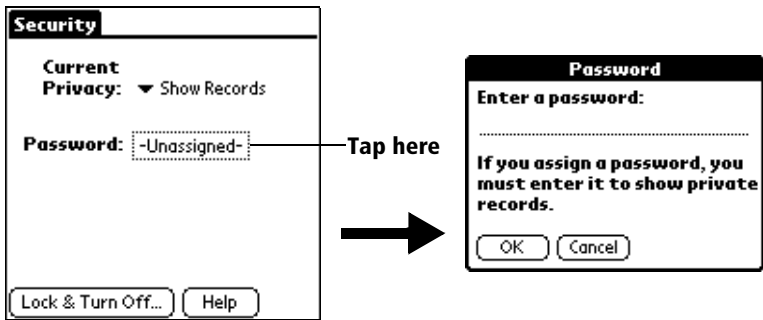 Security
Current
Privacy: Show Records
Password: -Unassigned-
Tap here
Lock & Turn Off... Help
Password
Enter a password:
If you assign a password, you
must enter it to show private
records.
OK Cancel